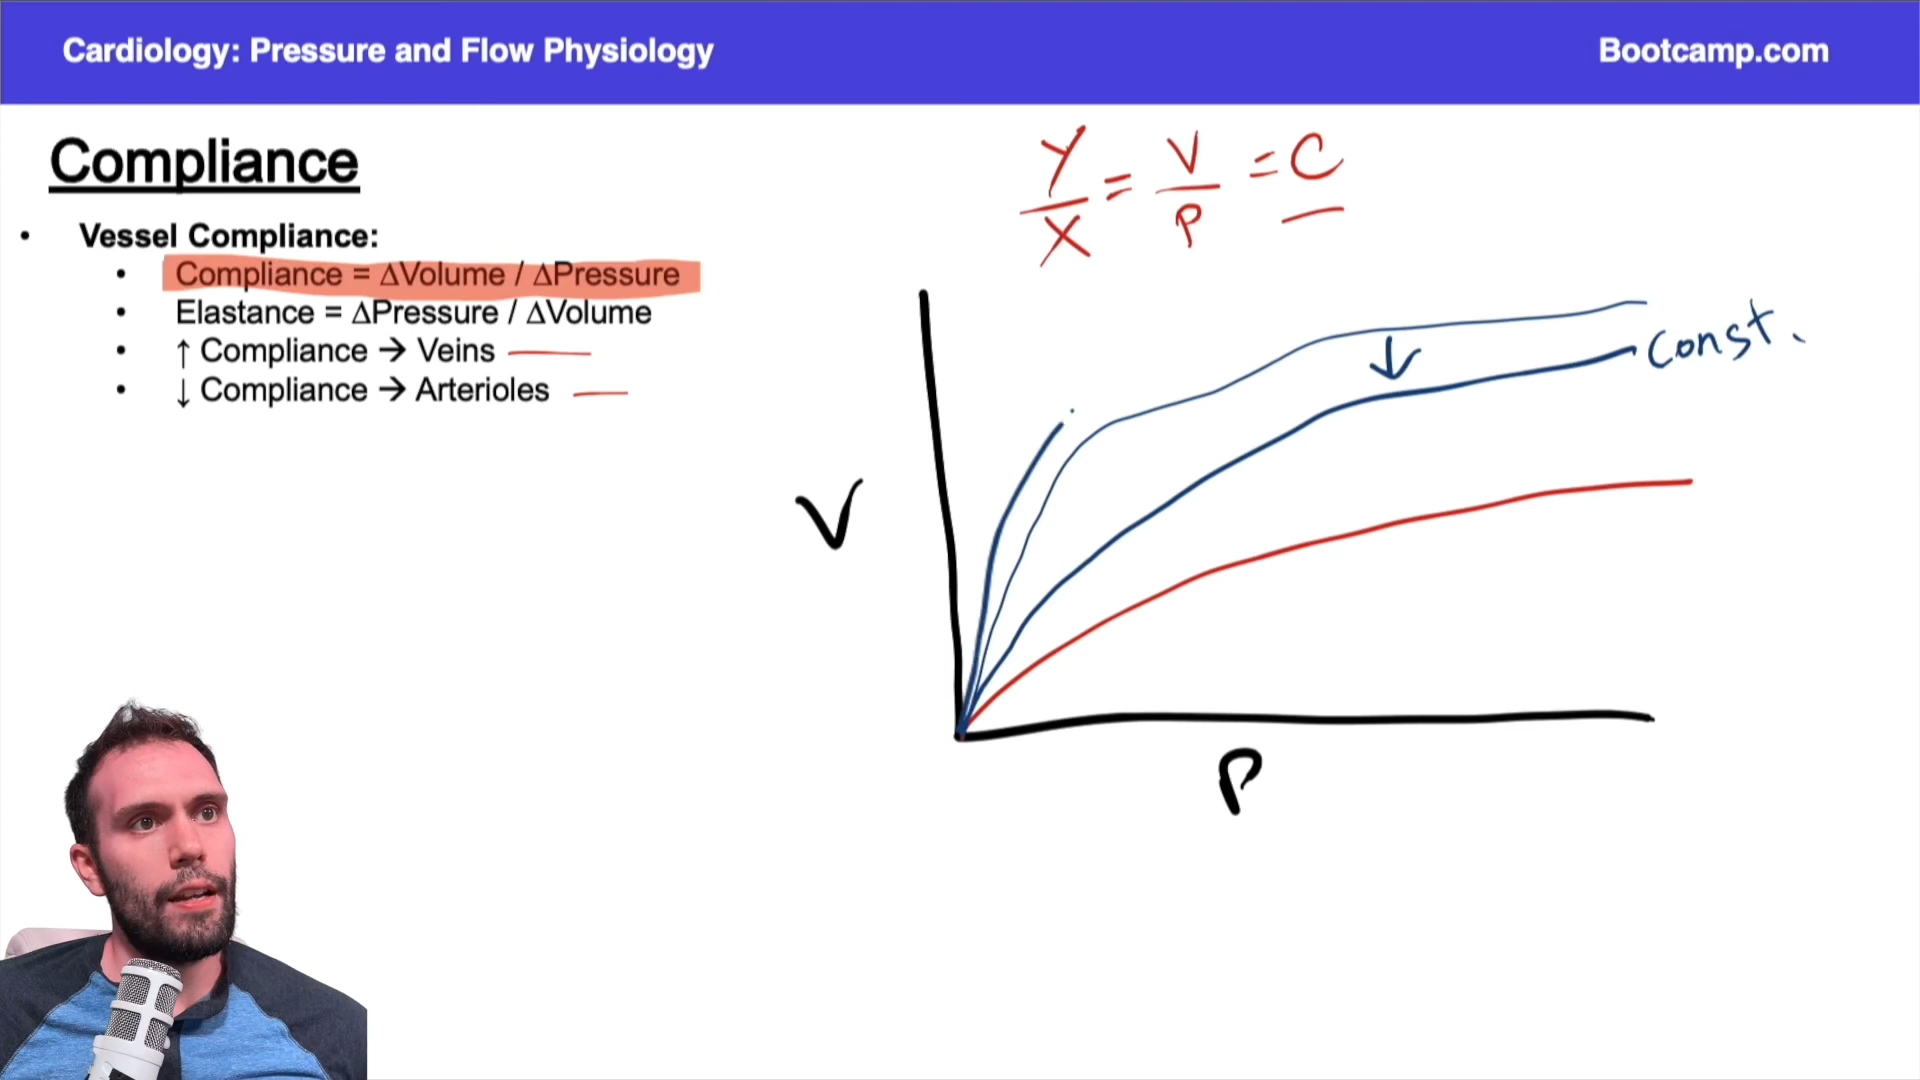 Cardiology: Pressure and Flow Physiology
Bootcamp.com
Compliance
• Vessel Compliance:
• Compliance = ΔVolume / ΔPressure
• Elastance = ΔPressure / ΔVolume
• ↑ Compliance → Veins
• ↓ Compliance → Arterioles
Y/X = V/P = C
↓
Const.
V
P